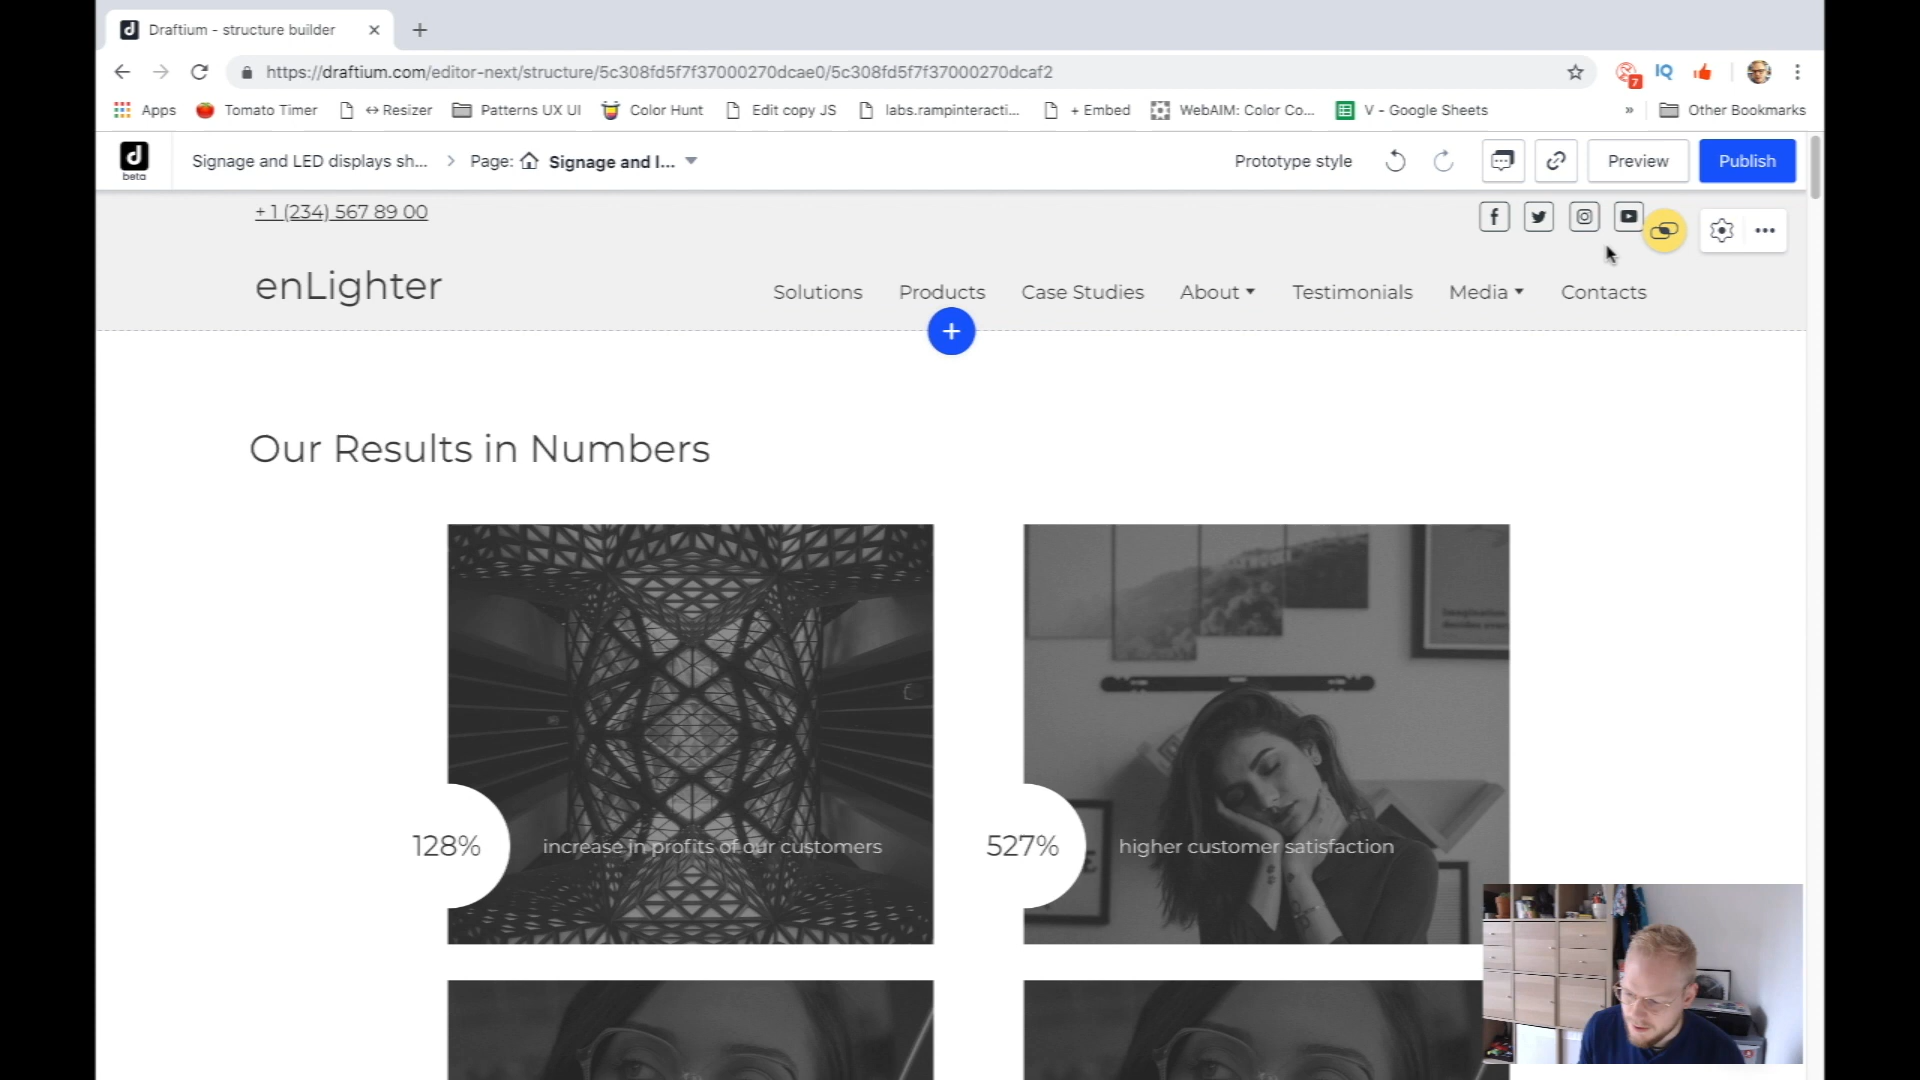 Draftium - structure builder
https://draftium.com/editor-next/structure/5c308fd5f7f37000270dcae0/5c308fd5f7f37000270dcaf2
7
IQ
Apps
Tomato Timer
↔ Resizer
Patterns UX UI
Color Hunt
Edit copy JS
labs.rampinteracti...
+ Embed
WebAIM: Color Co...
V - Google Sheets
»
Other Bookmarks
d
beta
Signage and LED displays sh...
Page:
Signage and l...
Prototype style
Preview
Publish
+ 1 (234) 567 89 00
enLighter
Solutions
Products
Case Studies
About
Testimonials
Media
Contacts
Our Results in Numbers
128%
increase in profits of our customers
527%
higher customer satisfaction